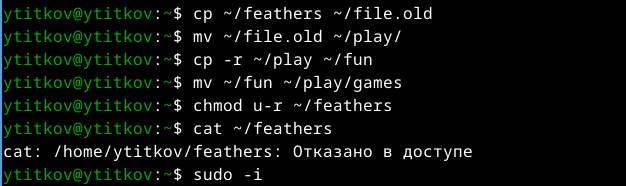 ytitkov@ytitkov:~$ cp ~/feathers ~/file.old
ytitkov@ytitkov:~$ mv ~/file.old ~/play/
ytitkov@ytitkov:~$ cp -r ~/play ~/fun
ytitkov@ytitkov:~$ mv ~/fun ~/play/games
ytitkov@ytitkov:~$ chmod u-r ~/feathers
ytitkov@ytitkov:~$ cat ~/feathers
cat: /home/ytitkov/feathers: Отказано в доступе
ytitkov@ytitkov:~$ sudo -i